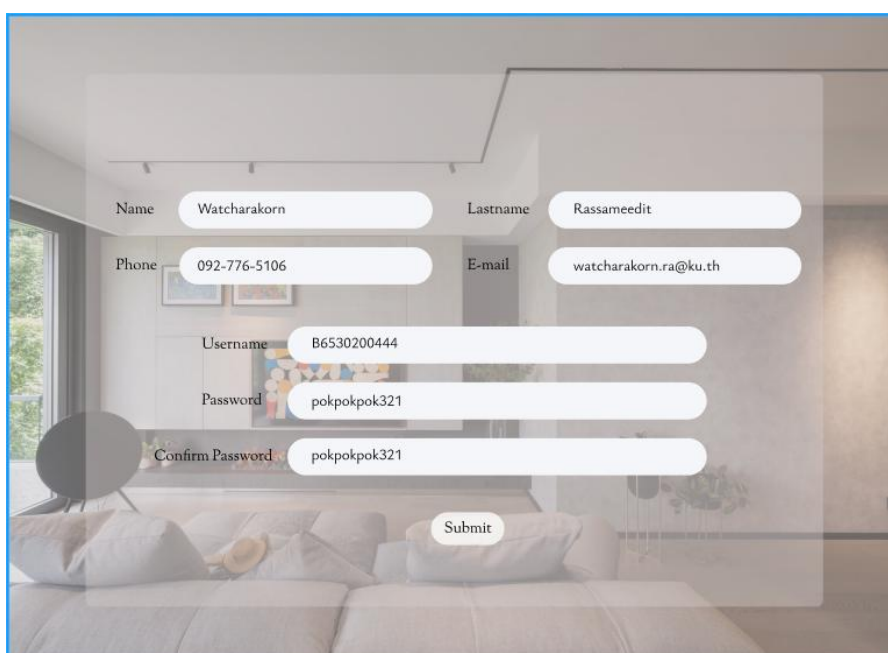 Name Watcharakorn Lastname Rassameedit
Phone 092-776-5106 E-mail watcharakorn.ra@ku.th
Username B6530200444
Password pokpokpok321
Confirm Password pokpokpok321
Submit